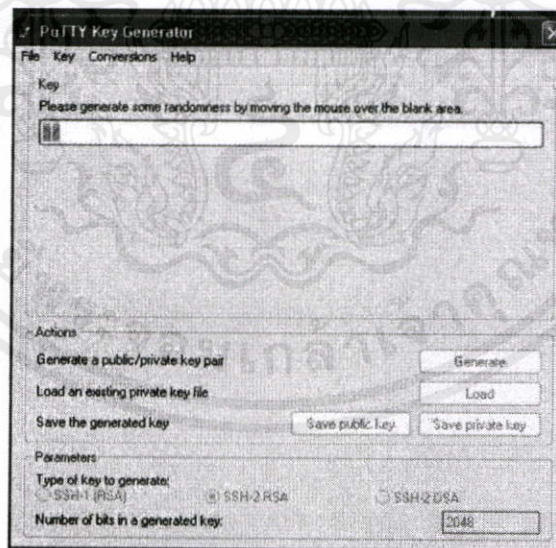 PuTTY Key Generator
File Key Conversions Help
Key
Please generate some randomness by moving the mouse over the blank area.
Actions
Generate a public/private key pair Generate
Load an existing private key file Load
Save the generated key Save public key Save private key
Parameters
Type of key to generate:
SSH-1 (RSA) SSH-2 RSA SSH-2 DSA
Number of bits in a generated key: 2048